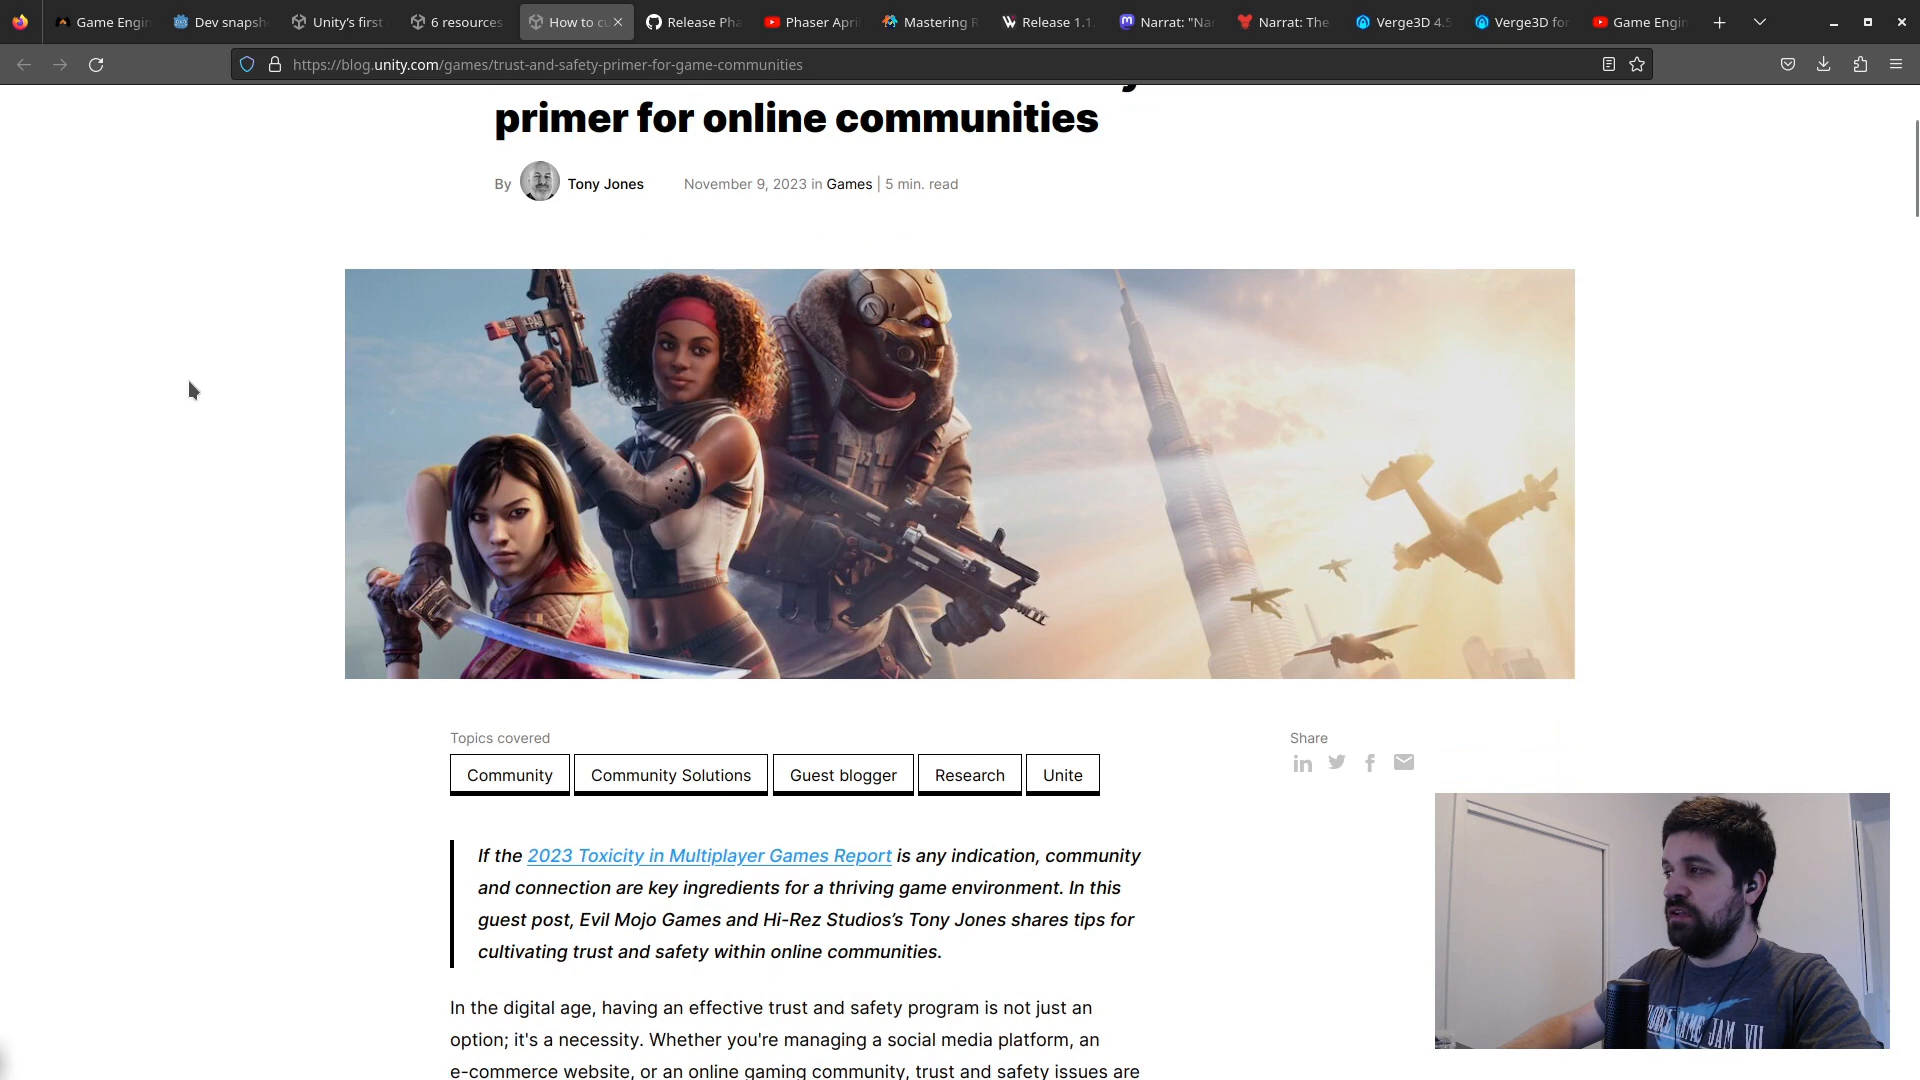 Game Engin
Dev snapsh
Unity's first
6 resources
How to cu
Release Pha
Phaser Apri
Mastering R
Release 1.1.
Narrat: "Na
Narrat: The
Verge3D 4.5
Verge3D for
Game Engin
https://blog.unity.com/games/trust-and-safety-primer-for-game-communities
primer for online communities
By Tony Jones November 9, 2023 in Games | 5 min. read
Topics covered
Share
Community Community Solutions Guest blogger Research Unite
If the 2023 Toxicity in Multiplayer Games Report is any indication, community
and connection are key ingredients for a thriving game environment. In this
guest post, Evil Mojo Games and Hi-Rez Studios's Tony Jones shares tips for
cultivating trust and safety within online communities.
In the digital age, having an effective trust and safety program is not just an
option; it's a necessity. Whether you're managing a social media platform, an
e-commerce website, or an online gaming community, trust and safety issues are
GAME JAM VII